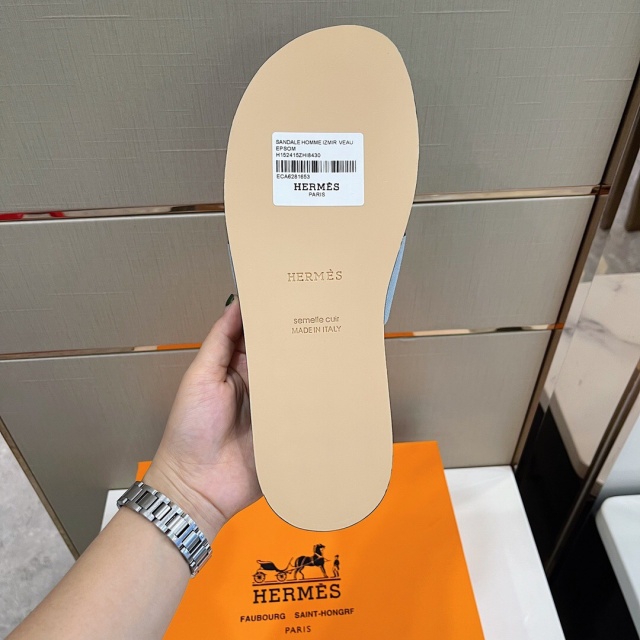 SANDALE HOMME IZMIR VEAU
EPSOM
H152415ZHI8430
ECA6281653
HERMÈS
PARIS
HERMÈS
semelle cuir
MADE IN ITALY
HERMÈS
FAUBOURG SAINT-HONGRF
PARIS